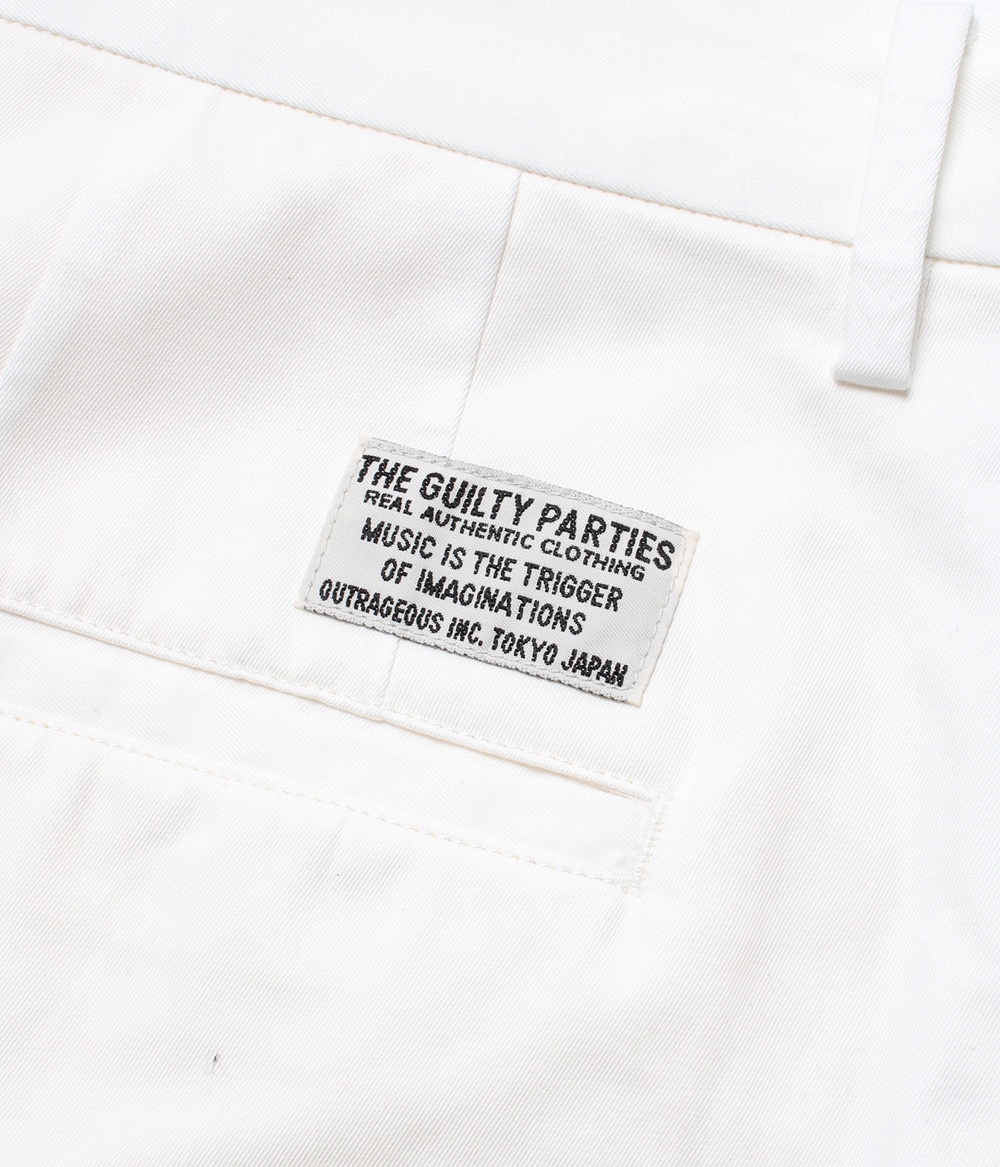 THE GUILTY PARTIES
REAL AUTHENTIC CLOTHING
MUSIC IS THE TRIGGER
OF IMAGINATIONS
OUTRAGEOUS INC. TOKYO JAPAN